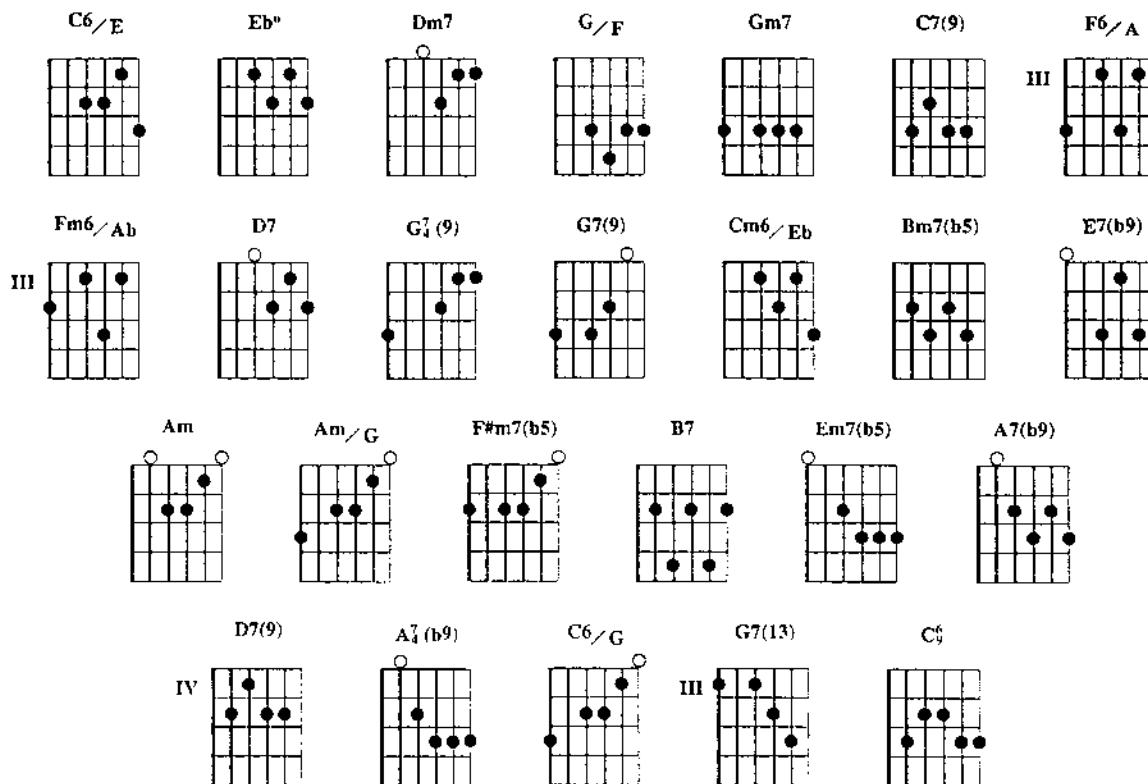 C6/E Eb° Dm7 G/F Gm7 C7(9) F6/A
III
Fm6/Ab D7 G7/4(9) G7(9) Cm6/Eb Bm7(b5) E7(b9)
III
Am Am/G F#m7(b5) B7 Em7(b5) A7(b9)
D7(9) A7/4(b9) C6/G G7(13) C6/9
IV III